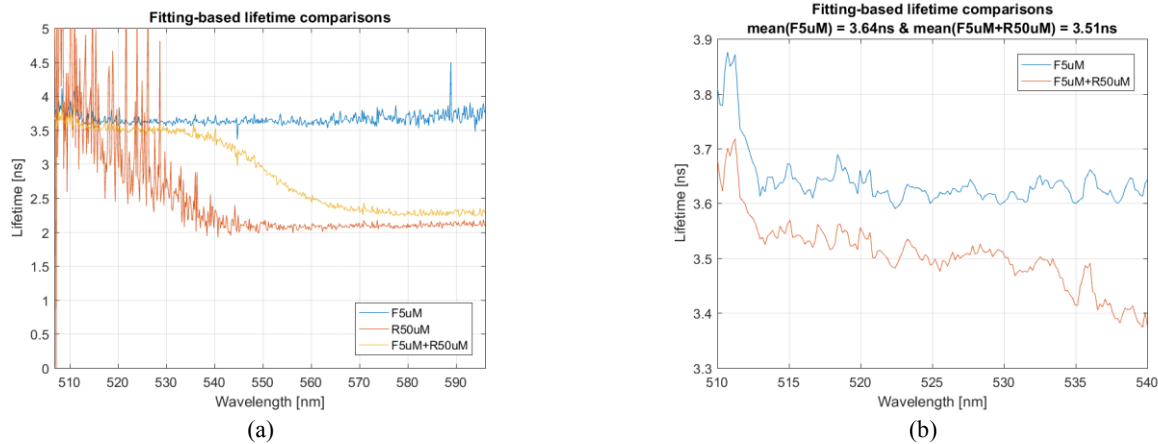 Fitting-based lifetime comparisons
5
4.5
4
3.5
3
2.5
2
1.5
1
0.5
0
Lifetime [ns]
F5uM
R50uM
F5uM+R50uM
510 520 530 540 550 560 570 580 590
Wavelength [nm]
(a)
Fitting-based lifetime comparisons
mean(F5uM) = 3.64ns & mean(F5uM+R50uM) = 3.51ns
3.9
3.8
3.7
3.6
3.5
3.4
3.3
Lifetime [ns]
F5uM
F5uM+R50uM
510 515 520 525 530 535 540
Wavelength [nm]
(b)